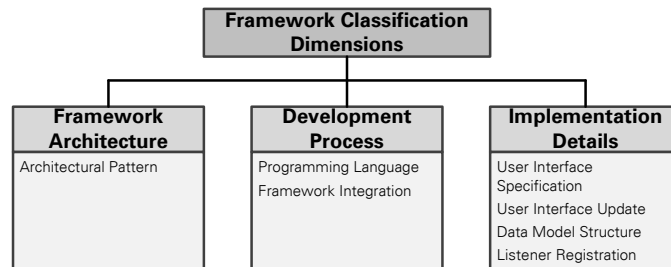 Framework Classification
Dimensions
Framework
Architecture
Architectural Pattern
Development
Process
Programming Language
Framework Integration
Implementation
Details
User Interface
Specification
User Interface Update
Data Model Structure
Listener Registration